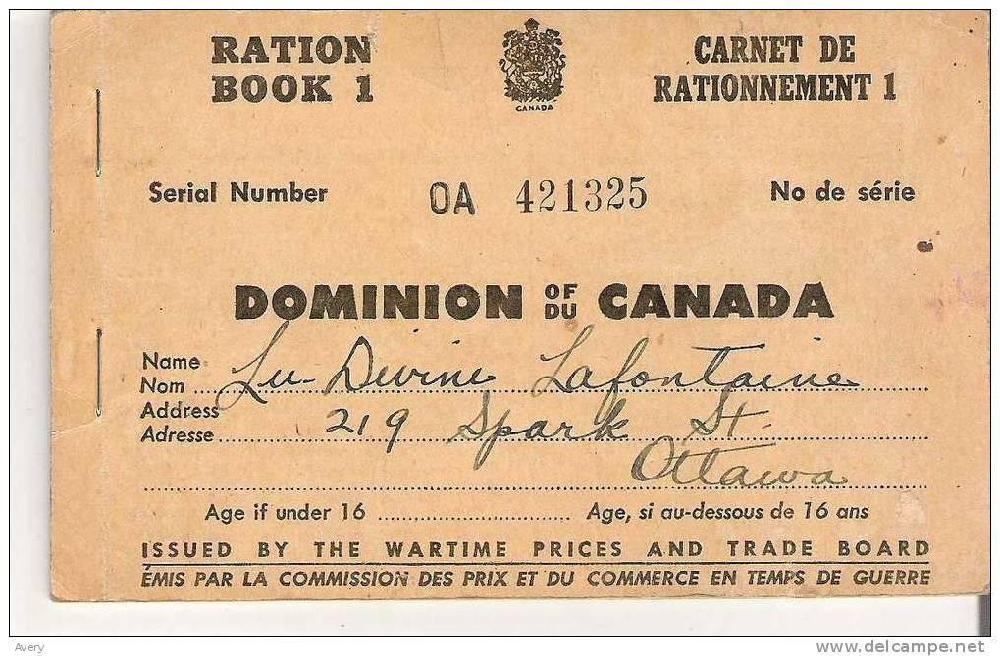 RATION
BOOK 1
CANADA
CARNET DE
RATIONNEMENT 1
Serial Number OA 421325 No de série
DOMINION OF DU CANADA
Name
Nom Lu-Divine Lafontaine
Address
Adresse 219 Spark St.
Ottawa
Age if under 16 Age, si au-dessous de 16 ans
ISSUED BY THE WARTIME PRICES AND TRADE BOARD
ÉMIS PAR LA COMMISSION DES PRIX ET DU COMMERCE EN TEMPS DE GUERRE
Avery
www.delcampe.net